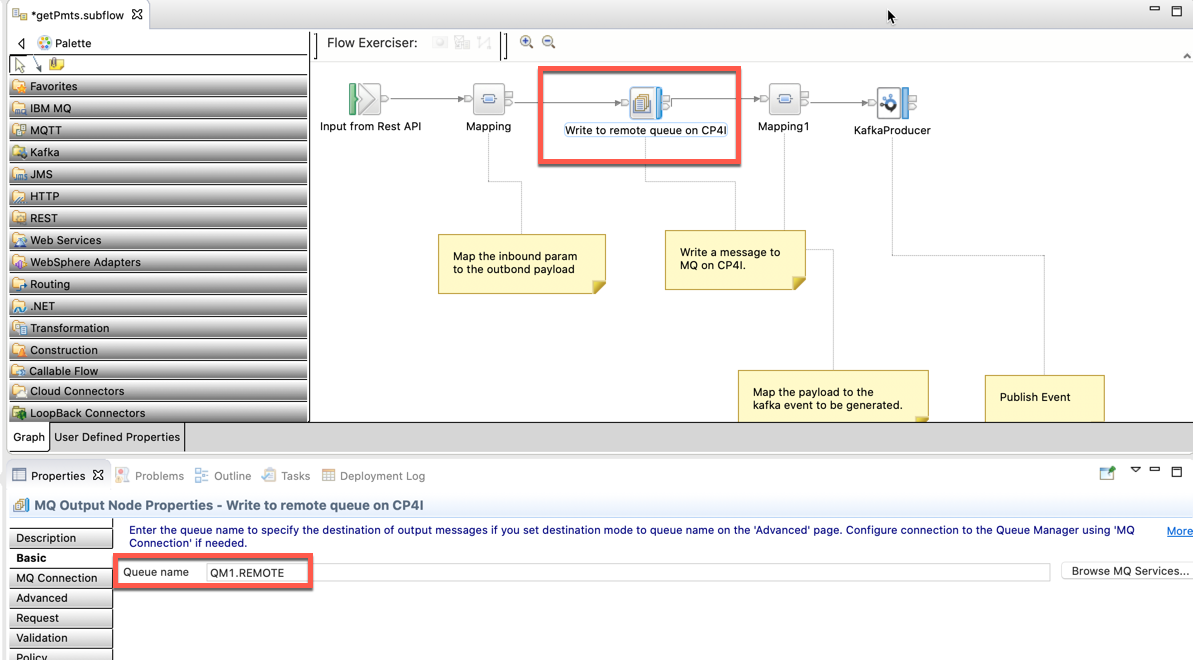 *getPmts.subflow
Palette
Flow Exerciser:
Favorites
IBM MQ
MQTT
Kafka
JMS
HTTP
REST
Web Services
WebSphere Adapters
Routing
.NET
Transformation
Construction
Callable Flow
Cloud Connectors
LoopBack Connectors
Input from Rest API
Mapping
Write to remote queue on CP4I
Mapping1
KafkaProducer
Map the inbound param
to the outbond payload
Write a message to
MQ on CP4I.
Map the payload to the
kafka event to be generated.
Publish Event
Graph
User Defined Properties
Properties
Problems
Outline
Tasks
Deployment Log
MQ Output Node Properties - Write to remote queue on CP4I
Description
Basic
MQ Connection
Advanced
Request
Validation
Policy
Enter the queue name to specify the destination of output messages if you set destination mode to queue name on the 'Advanced' page. Configure connection to the Queue Manager using 'MQ
Connection' if needed.
More
Queue name
QM1.REMOTE
Browse MQ Services...